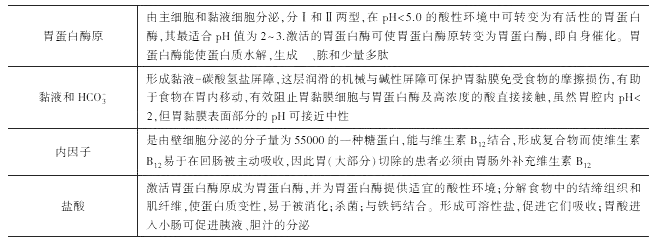 胃蛋白酶原
由主细胞和黏液细胞分泌,分Ⅰ和Ⅱ两型,在 pH<5.0 的酸性环境中可转变为有活性的胃蛋白
酶,其最适合 pH 值为 2~3.激活的胃蛋白酶可使胃蛋白酶原转变为胃蛋白酶,即自身催化。胃
蛋白酶能使蛋白质水解,生成 、胨和少量多肽
黏液和 HCO₃⁻
形成黏液-碳酸氢盐屏障,这层润滑的机械与碱性屏障可保护胃黏膜免受食物的摩擦损伤,有助
于食物在胃内移动,有效阻止胃黏膜细胞与胃蛋白酶及高浓度的酸直接接触,虽然胃腔内 pH<
2,但胃黏膜表面部分的 pH 可接近中性
内因子
是由壁细胞分泌的分子量为 55000 的一种糖蛋白,能与维生素 B₁₂结合,形成复合物而使维生素
B₁₂易于在回肠被主动吸收,因此胃(大部分)切除的患者必须由胃肠外补充维生素 B₁₂
盐酸
激活胃蛋白酶原成为胃蛋白酶,并为胃蛋白酶提供适宜的酸性环境;分解食物中的结缔组织和
肌纤维,使蛋白质变性,易于被消化;杀菌;与铁钙结合。形成可溶性盐,促进它们吸收;胃酸进
入小肠可促进胰液、胆汁的分泌